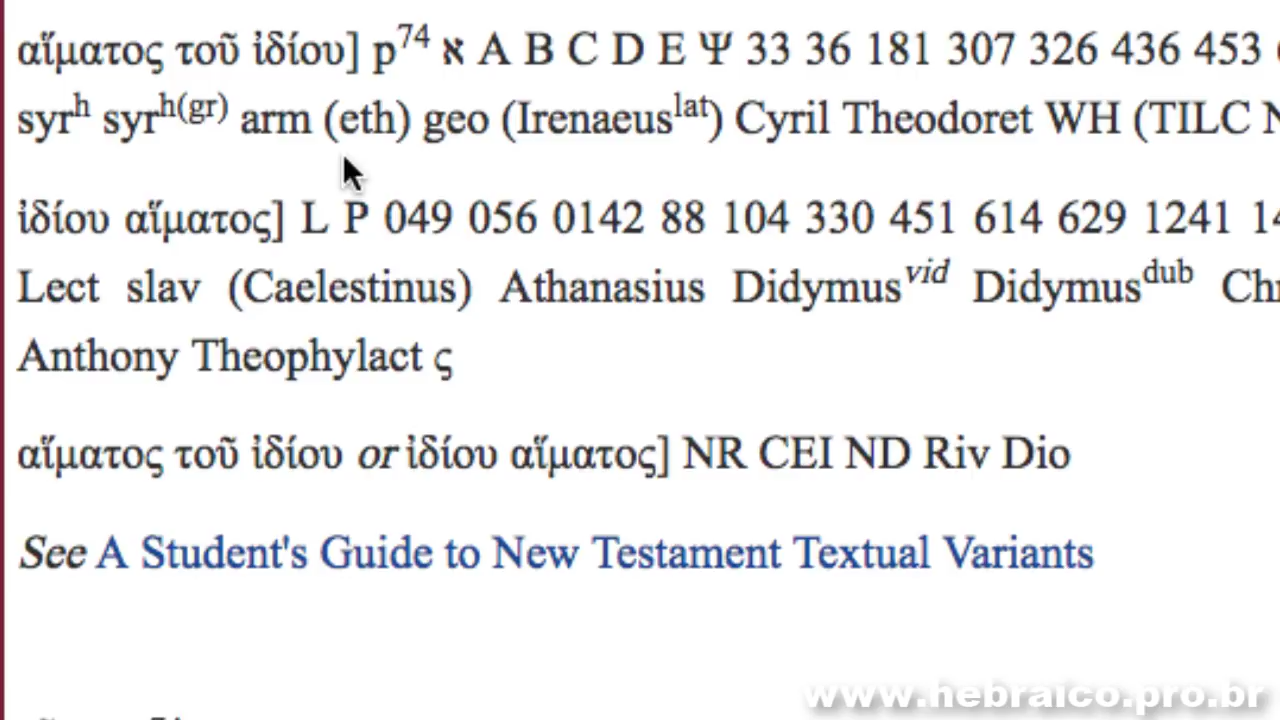 αἵματος τοῦ ἰδίου] p74 א A B C D E Ψ 33 36 181 307 326 436 453
syrh syrh(gr) arm (eth) geo (Irenaeuslat) Cyril Theodoret WH (TILC N
ἰδίου αἵματος] L P 049 056 0142 88 104 330 451 614 629 1241 14
Lect slav (Caelestinus) Athanasius Didymusvid Didymusdub Chr
Anthony Theophylact ς
αἵματος τοῦ ἰδίου or ἰδίου αἵματος] NR CEI ND Riv Dio
See A Student's Guide to New Testament Textual Variants
www.hebraico.pro.br